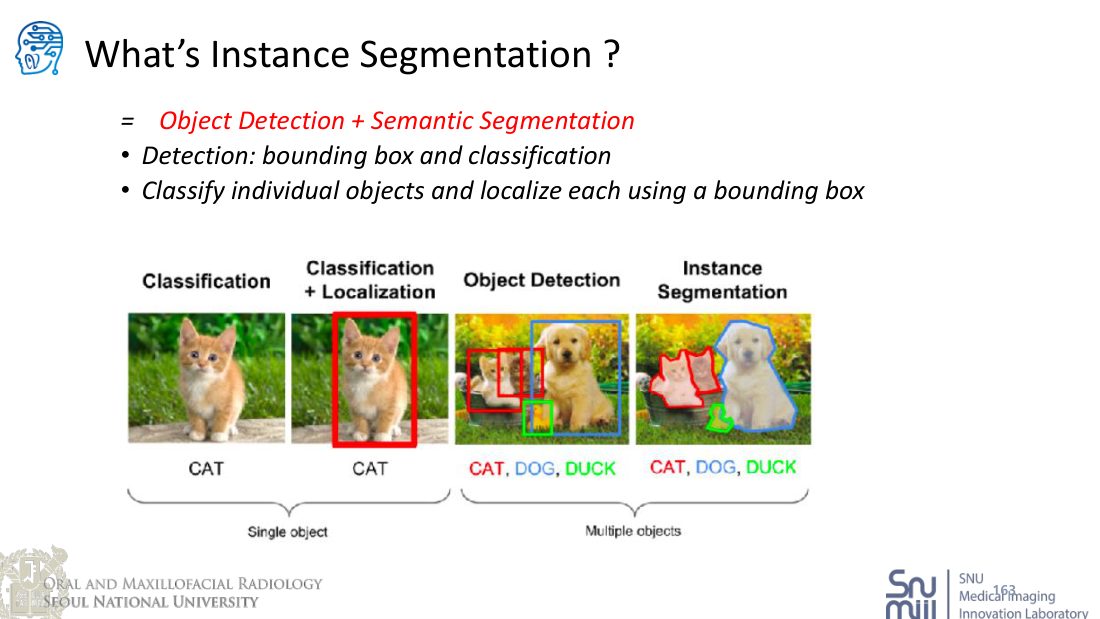 What’s Instance Segmentation ?
= Object Detection + Semantic Segmentation
• Detection: bounding box and classification
• Classify individual objects and localize each using a bounding box
Classification
Classification
+ Localization
Object Detection
Instance
Segmentation
CAT
CAT
CAT, DOG, DUCK
CAT, DOG, DUCK
Single object
Multiple objects
ORAL AND MAXILLOFACIAL RADIOLOGY
SEOUL NATIONAL UNIVERSITY
SNU
mill
SNU
Medical Imaging
Innovation Laboratory
163